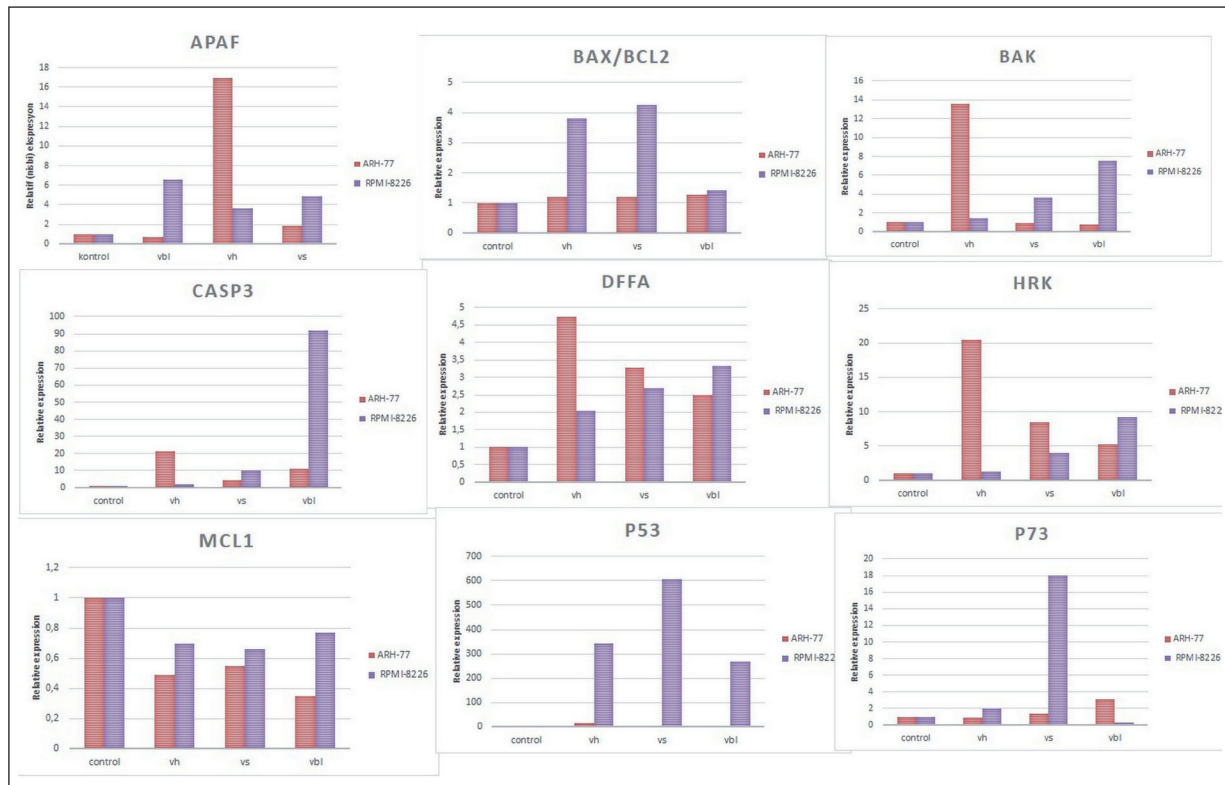 APAF
Relatif (nisbi) ekspresyon
18
16
14
12
10
8
6
4
2
0
kontrol vbl vh vs
ARH-77
RPMI-8226
BAX/BCL2
Relative expression
5
4
3
2
1
0
control vh vs vbl
ARH-77
RPMI-8226
BAK
Relative expression
16
14
12
10
8
6
4
2
0
control vh vs vbl
ARH-77
RPMI-8226
CASP3
Relative expression
100
90
80
70
60
50
40
30
20
10
0
control vh vs vbl
ARH-77
RPMI-8226
DFFA
Relative expression
5
4,5
4
3,5
3
2,5
2
1,5
1
0,5
0
control vh vs vbl
ARH-77
RPMI-8226
HRK
Relative expression
25
20
15
10
5
0
control vh vs vbl
ARH-77
RPMI-822
MCL1
Relative expression
1,2
1
0,8
0,6
0,4
0,2
0
control vh vs vbl
ARH-77
RPMI-8226
P53
Relative expression
700
600
500
400
300
200
100
0
control vh vs vbl
ARH-77
RPMI-822
P73
Relative expression
20
18
16
14
12
10
8
6
4
2
0
control vh vs vbl
ARH-77
RPMI-8226